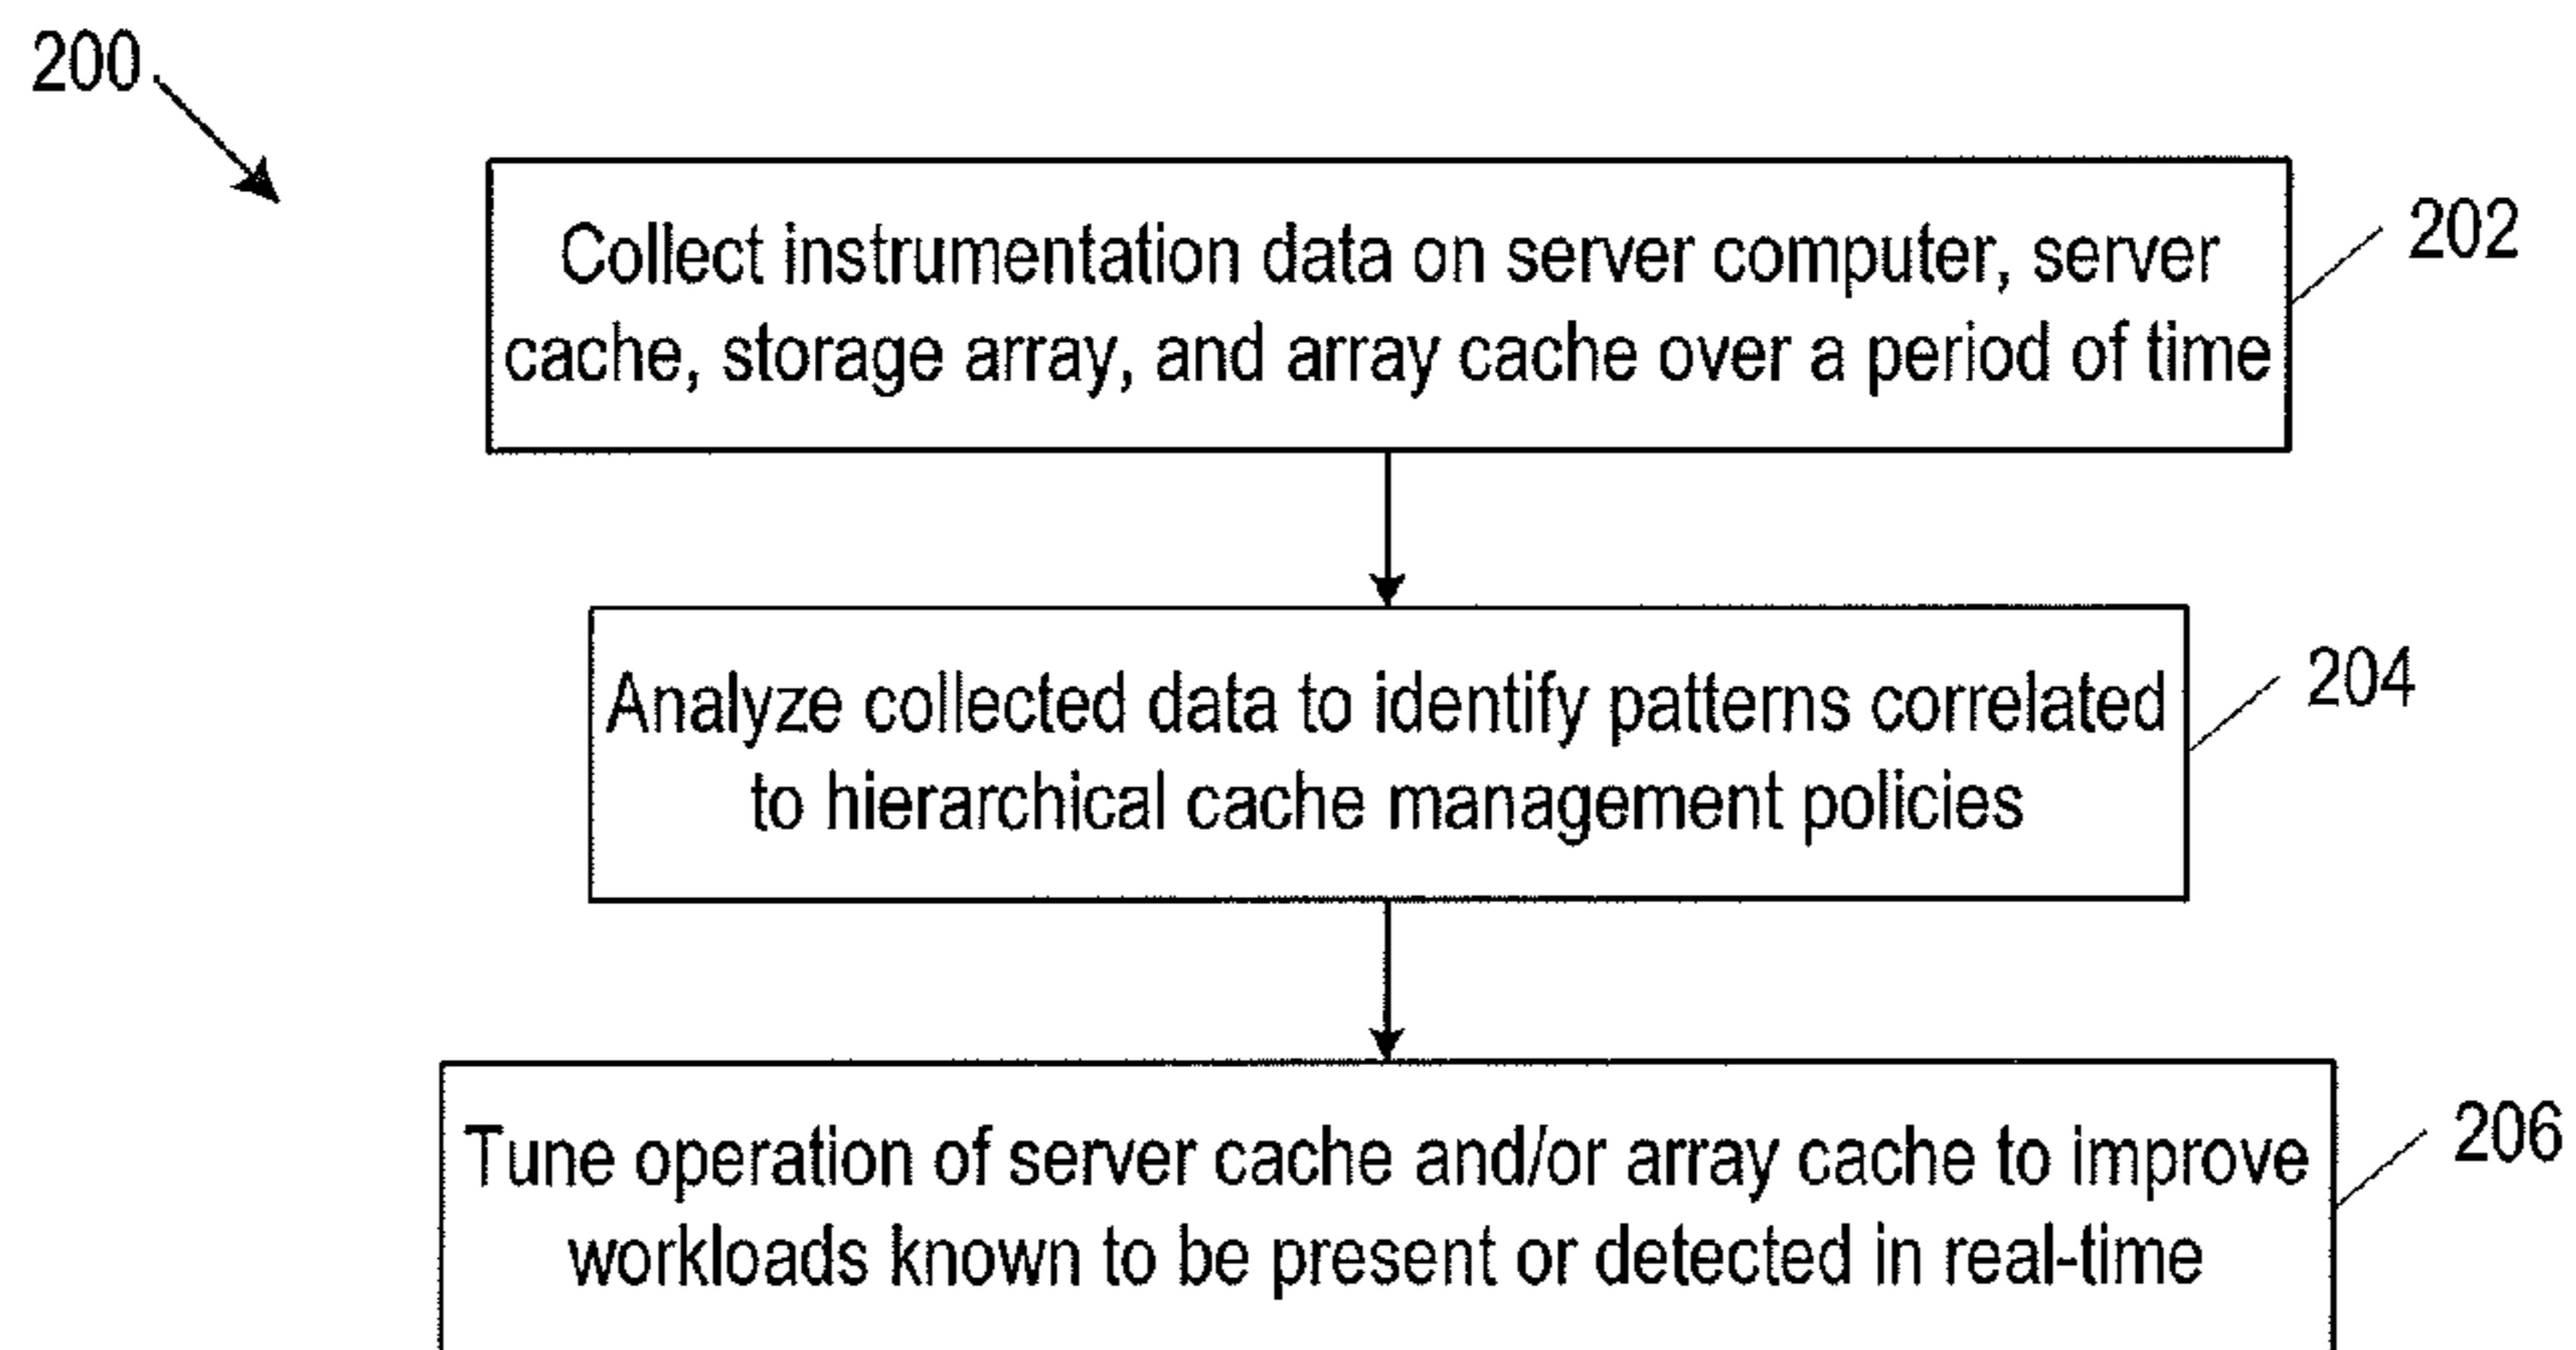 200
Collect instrumentation data on server computer, server
cache, storage array, and array cache over a period of time
202
Analyze collected data to identify patterns correlated
to hierarchical cache management policies
204
Tune operation of server cache and/or array cache to improve
workloads known to be present or detected in real-time
206